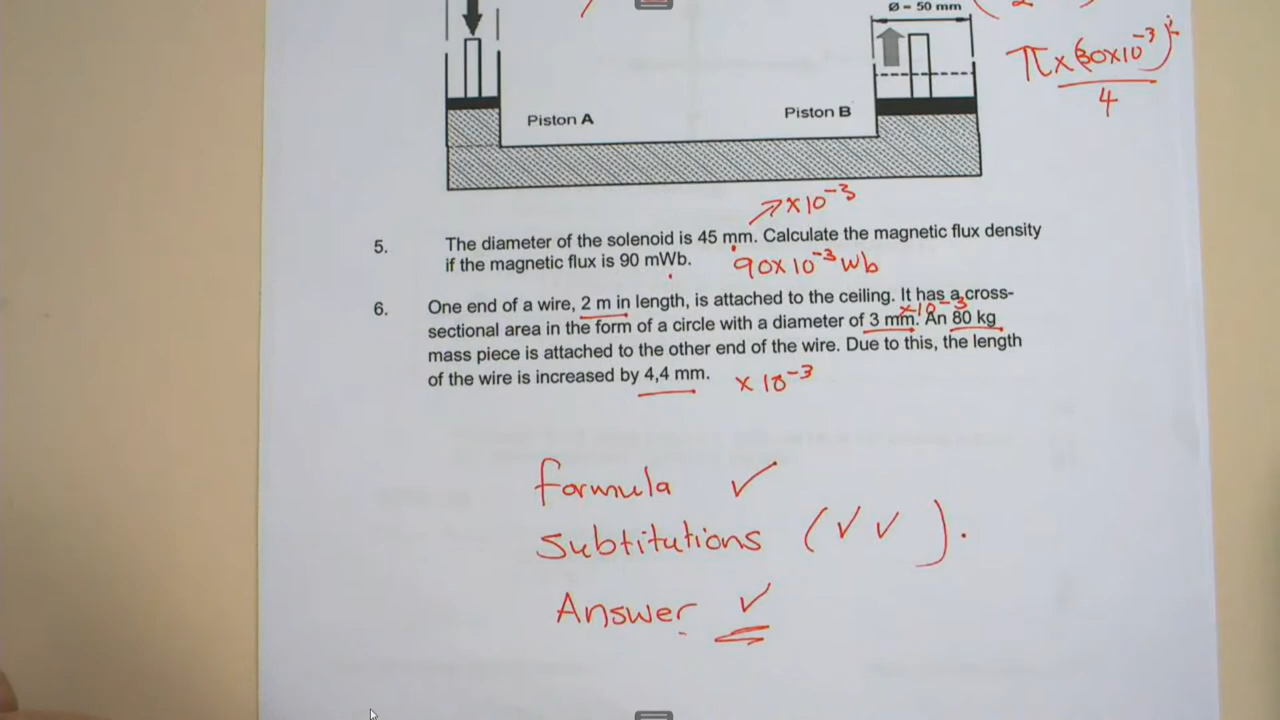 Ø = 50 mm
π x (50x10⁻³)²
4
Piston A
Piston B
x 10⁻³
5. The diameter of the solenoid is 45 mm. Calculate the magnetic flux density
if the magnetic flux is 90 mWb.
90 x 10⁻³ Wb
6. One end of a wire, 2 m in length, is attached to the ceiling. It has a cross-
x10⁻³
sectional area in the form of a circle with a diameter of 3 mm. An 80 kg
mass piece is attached to the other end of the wire. Due to this, the length
of the wire is increased by 4,4 mm.
x 10⁻³
formula ✓
subtitutions (✓ ✓).
Answer ✓